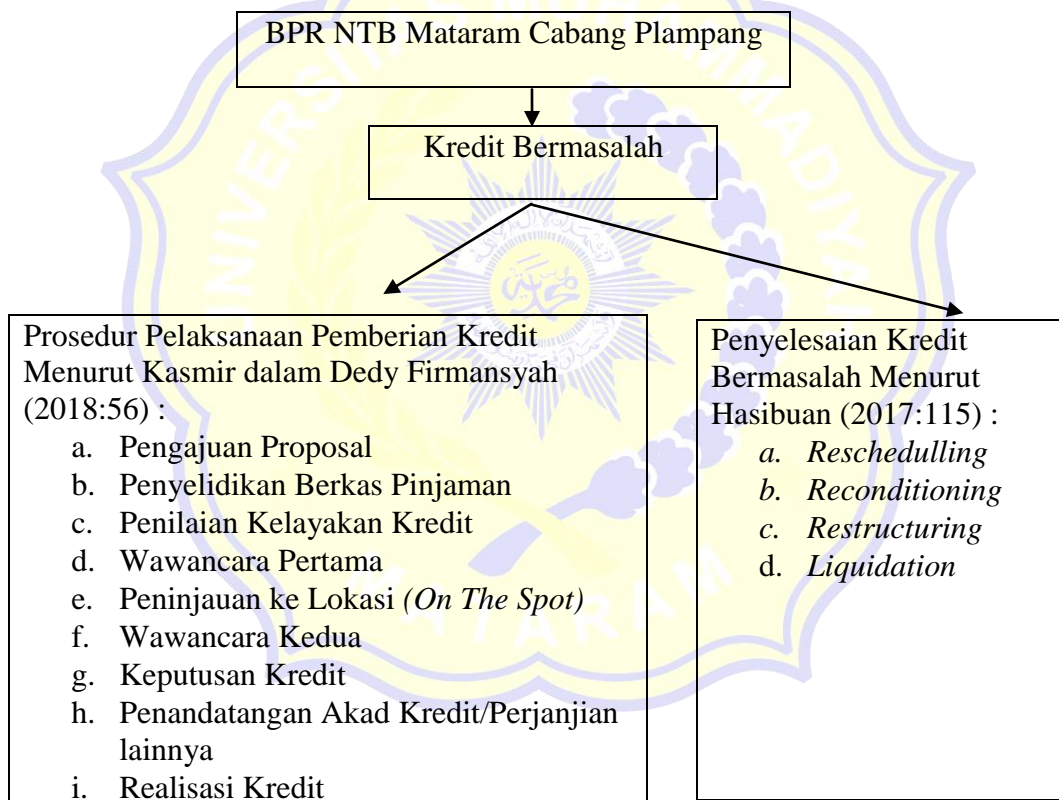 BPR NTB Mataram Cabang Plampang
Kredit Bermasalah
Prosedur Pelaksanaan Pemberian Kredit
Menurut Kasmir dalam Dedy Firmansyah
(2018:56) :
a. Pengajuan Proposal
b. Penyelidikan Berkas Pinjaman
c. Penilaian Kelayakan Kredit
d. Wawancara Pertama
e. Peninjauan ke Lokasi (On The Spot)
f. Wawancara Kedua
g. Keputusan Kredit
h. Penandatangan Akad Kredit/Perjanjian
lainnya
i. Realisasi Kredit
Penyelesaian Kredit
Bermasalah Menurut
Hasibuan (2017:115) :
a. Reschedulling
b. Reconditioning
c. Restructuring
d. Liquidation
MATARAM